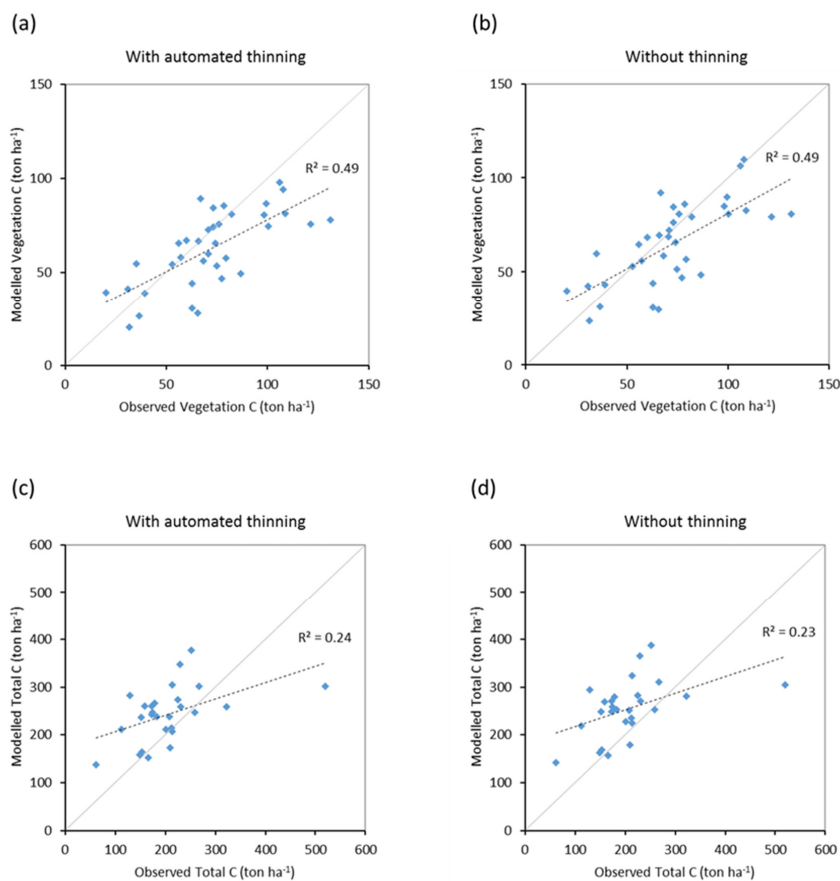 (a)
With automated thinning
150
100
50
0
0 50 100 150
Modelled Vegetation C (ton ha⁻¹)
Observed Vegetation C (ton ha⁻¹)
R² = 0.49
(b)
Without thinning
150
100
50
0
0 50 100 150
Modelled Vegetation C (ton ha⁻¹)
Observed Vegetation C (ton ha⁻¹)
R² = 0.49
(c)
With automated thinning
600
500
400
300
200
100
0
0 100 200 300 400 500 600
Modelled Total C (ton ha⁻¹)
Observed Total C (ton ha⁻¹)
R² = 0.24
(d)
Without thinning
600
500
400
300
200
100
0
0 100 200 300 400 500 600
Modelled Total C (ton ha⁻¹)
Observed Total C (ton ha⁻¹)
R² = 0.23